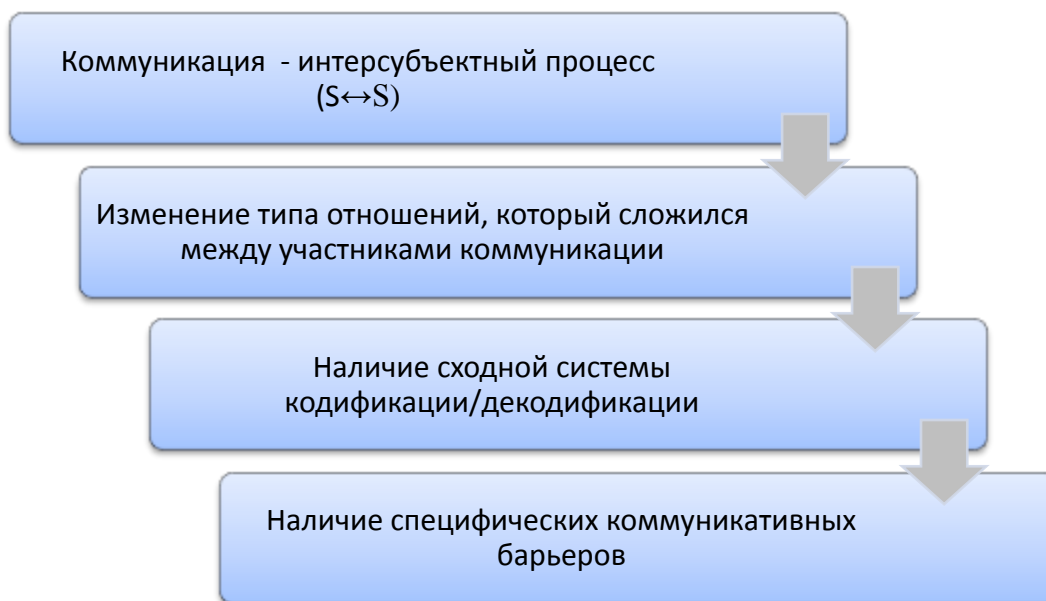 Коммуникация - интерсубъектный процесс
(S↔S)
Изменение типа отношений, который сложился
между участниками коммуникации
Наличие сходной системы
кодификации/декодификации
Наличие специфических коммуникативных
барьеров